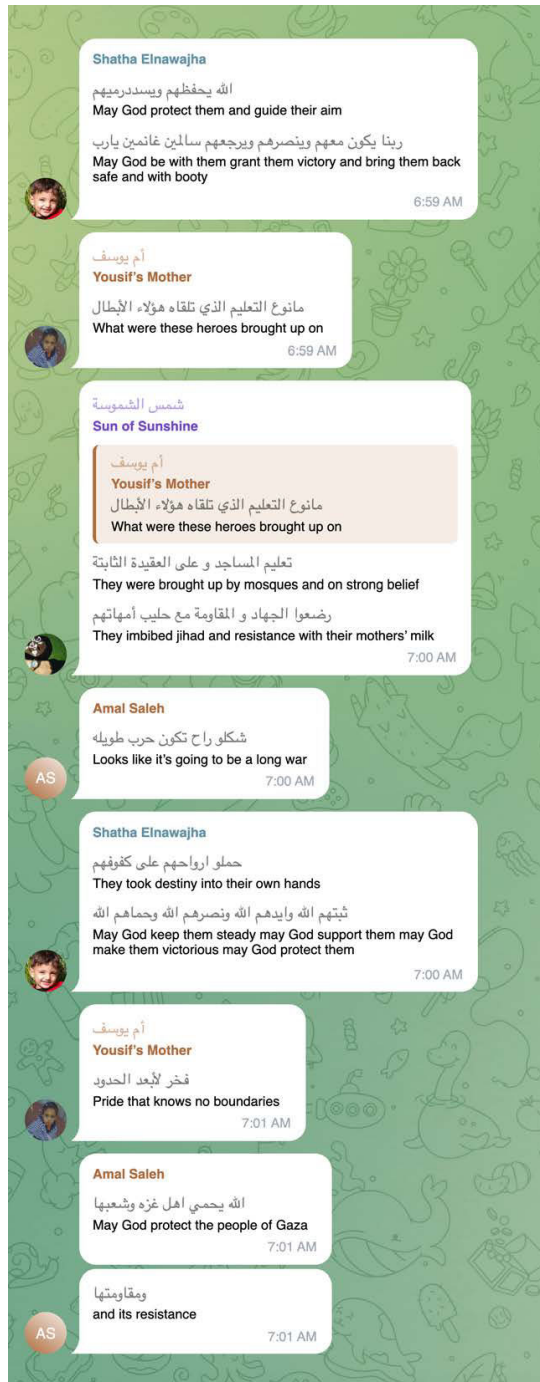 Shatha Elnawajha
الله يحفظهم ويسددرميهم
May God protect them and guide their aim
ربنا يكون معهم وينصرهم ويرجعهم سالمين غانمين يارب
May God be with them grant them victory and bring them back
safe and with booty
6:59 AM
أم يوسف
Yousif's Mother
مانوع التعليم الذي تلقاه هؤلاء الأبطال
What were these heroes brought up on
6:59 AM
شمس الشموسة
Sun of Sunshine
أم يوسف
Yousif's Mother
مانوع التعليم الذي تلقاه هؤلاء الأبطال
What were these heroes brought up on
تعليم المساجد و على العقيدة الثابتة
They were brought up by mosques and on strong belief
رضعوا الجهاد و المقاومة مع حليب أمهاتهم
They imbibed jihad and resistance with their mothers' milk
7:00 AM
Amal Saleh
شكلو راح تكون حرب طويله
Looks like it's going to be a long war
AS
7:00 AM
Shatha Elnawajha
حملو ارواحهم على كفوفهم
They took destiny into their own hands
ثبتهم الله وايدهم الله ونصرهم الله وحماهم الله
May God keep them steady may God support them may God
make them victorious may God protect them
7:00 AM
أم يوسف
Yousif's Mother
فخر لأبعد الحدود
Pride that knows no boundaries
7:01 AM
Amal Saleh
الله يحمي اهل غزه وشعبها
May God protect the people of Gaza
7:01 AM
ومقاومتها
and its resistance
AS
7:01 AM